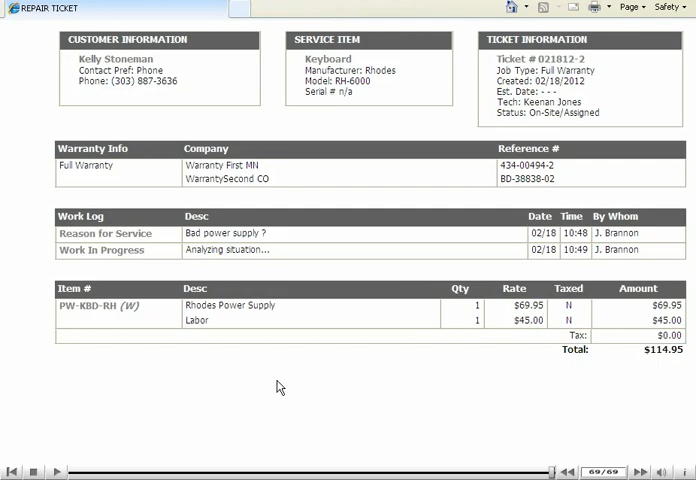 REPAIR TICKET
Page
Safety
CUSTOMER INFORMATION
Kelly Stoneman
Contact Pref: Phone
Phone: (303) 887-3636
SERVICE ITEM
Keyboard
Manufacturer: Rhodes
Model: RH-6000
Serial # n/a
TICKET INFORMATION
Ticket # 021812-2
Job Type: Full Warranty
Created: 02/18/2012
Est. Date: - - -
Tech: Keenan Jones
Status: On-Site/Assigned
Warranty Info Company Reference #
Full Warranty Warranty First MN 434-00494-2
WarrantySecond CO BD-38838-02
Work Log Desc Date Time By Whom
Reason for Service Bad power supply ? 02/18 10:48 J. Brannon
Work In Progress Analyzing situation... 02/18 10:49 J. Brannon
Item # Desc Qty Rate Taxed Amount
PW-KBD-RH (W) Rhodes Power Supply 1 $69.95 N $69.95
Labor 1 $45.00 N $45.00
Tax: $0.00
Total: $114.95
69/69
i